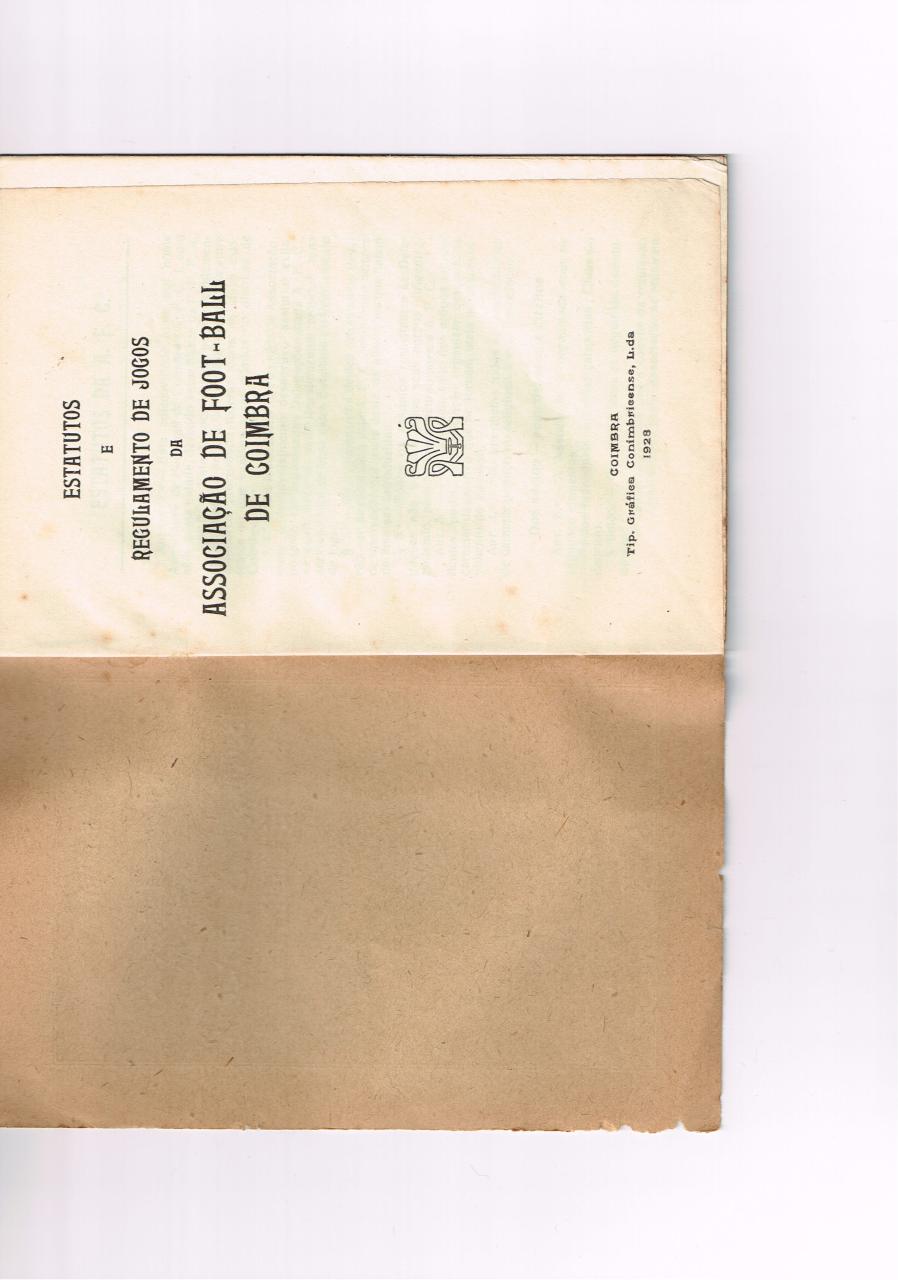 ESTATUTOS
E
REGULAMENTO DE JOGOS
DA
ASSOCIAÇÃO DE FOOT-BALL
DE COIMBRA
COIMBRA
Tip. Gráfica Conimbricense, L.da
1928